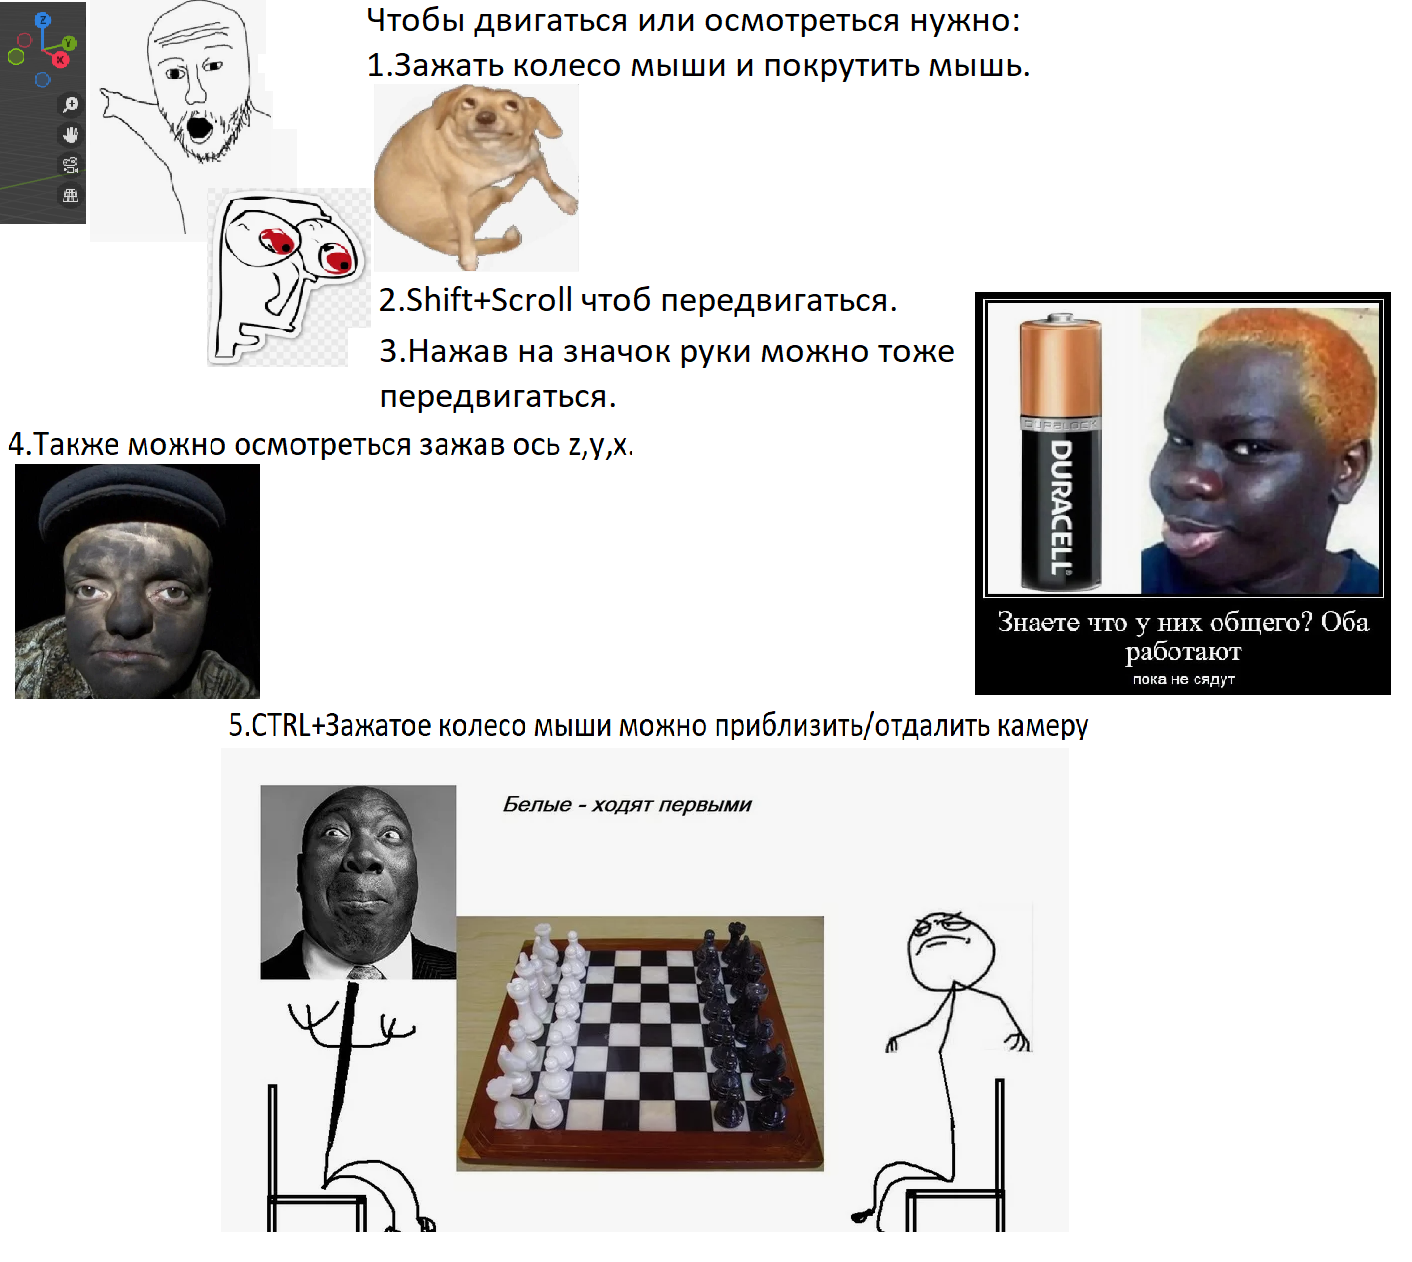 Z
Y
X
Чтобы двигаться или осмотреться нужно:
1.Зажать колесо мыши и покрутить мышь.
2.Shift+Scroll чтоб передвигаться.
3.Нажав на значок руки можно тоже
передвигаться.
4.Также можно осмотреться зажав ось z,y,x.
DURALOCK
DURACELL®
Знаете что у них общего? Оба
работают
пока не сядут
5.CTRL+Зажатое колесо мыши можно приблизить/отдалить камеру
Белые - ходят первыми